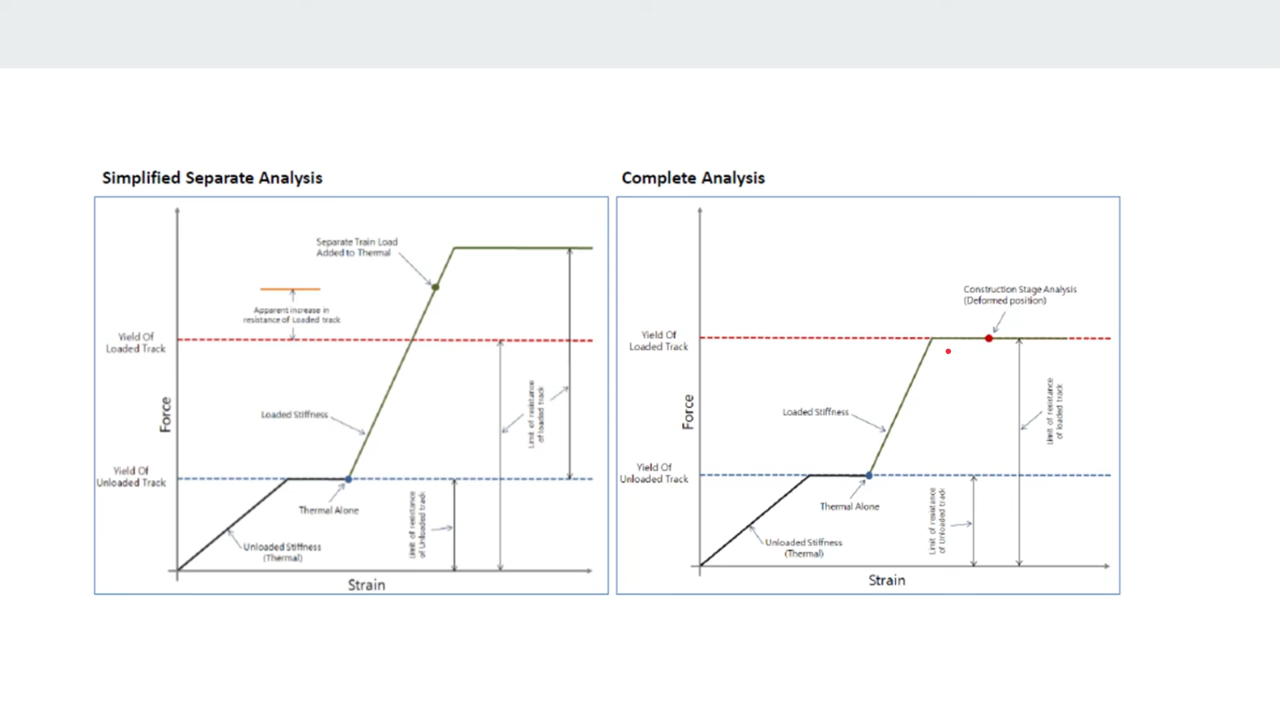 Simplified Separate Analysis
Separate Train Load
Added to Thermal
Apparent increase in
resistance of Loaded track
Yield Of
Loaded Track
Loaded Stiffness
Limit of resistance
of loaded track
Force
Yield Of
Unloaded Track
Thermal Alone
Limit of resistance
of Unloaded track
Unloaded Stiffness
(Thermal)
Strain
Complete Analysis
Construction Stage Analysis
(Deformed position)
Yield Of
Loaded Track
Loaded Stiffness
Limit of resistance
of loaded track
Force
Yield Of
Unloaded Track
Thermal Alone
Limit of resistance
of Unloaded track
Unloaded Stiffness
(Thermal)
Strain